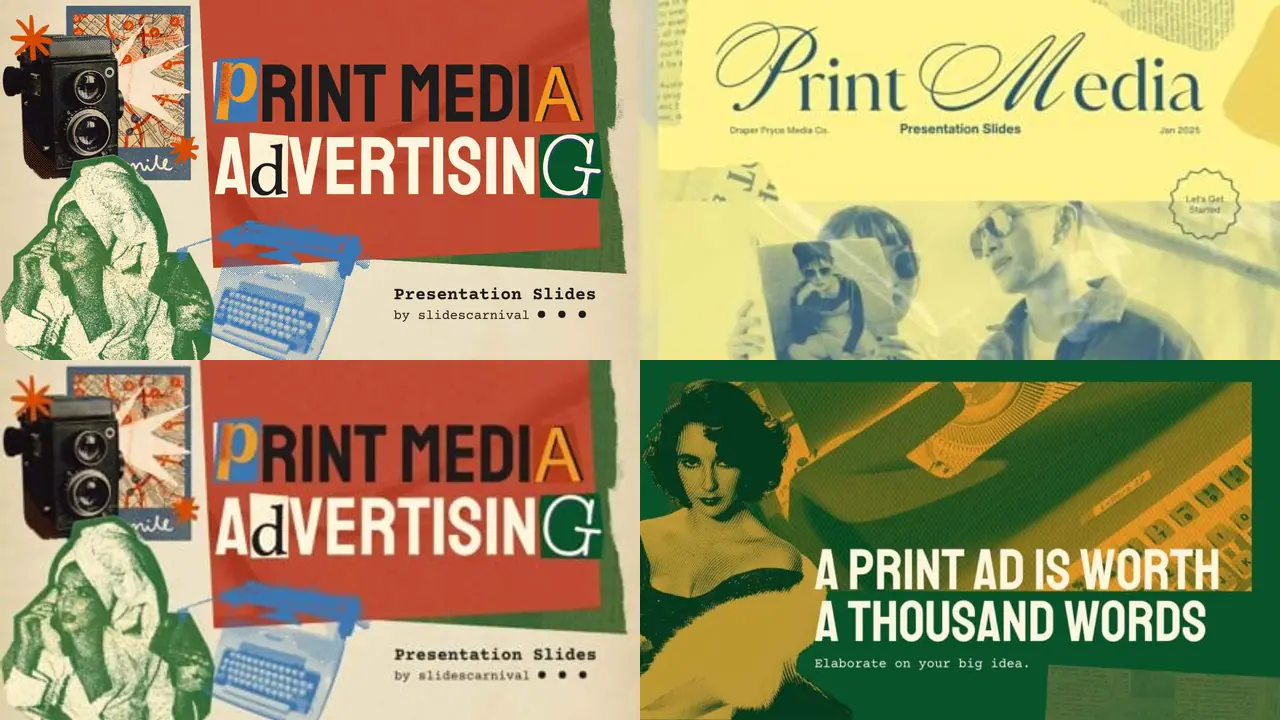 nile
PRINT MEDIA
AdVERTISING
Presentation Slides
by slidescarnival
Print Media
Draper Pryce Media Co.
Presentation Slides
Jan 2025
Let's Get
Started
nile
PRINT MEDIA
AdVERTISING
Presentation Slides
by slidescarnival
A PRINT AD IS WORTH
A THOUSAND WORDS
Elaborate on your big idea.